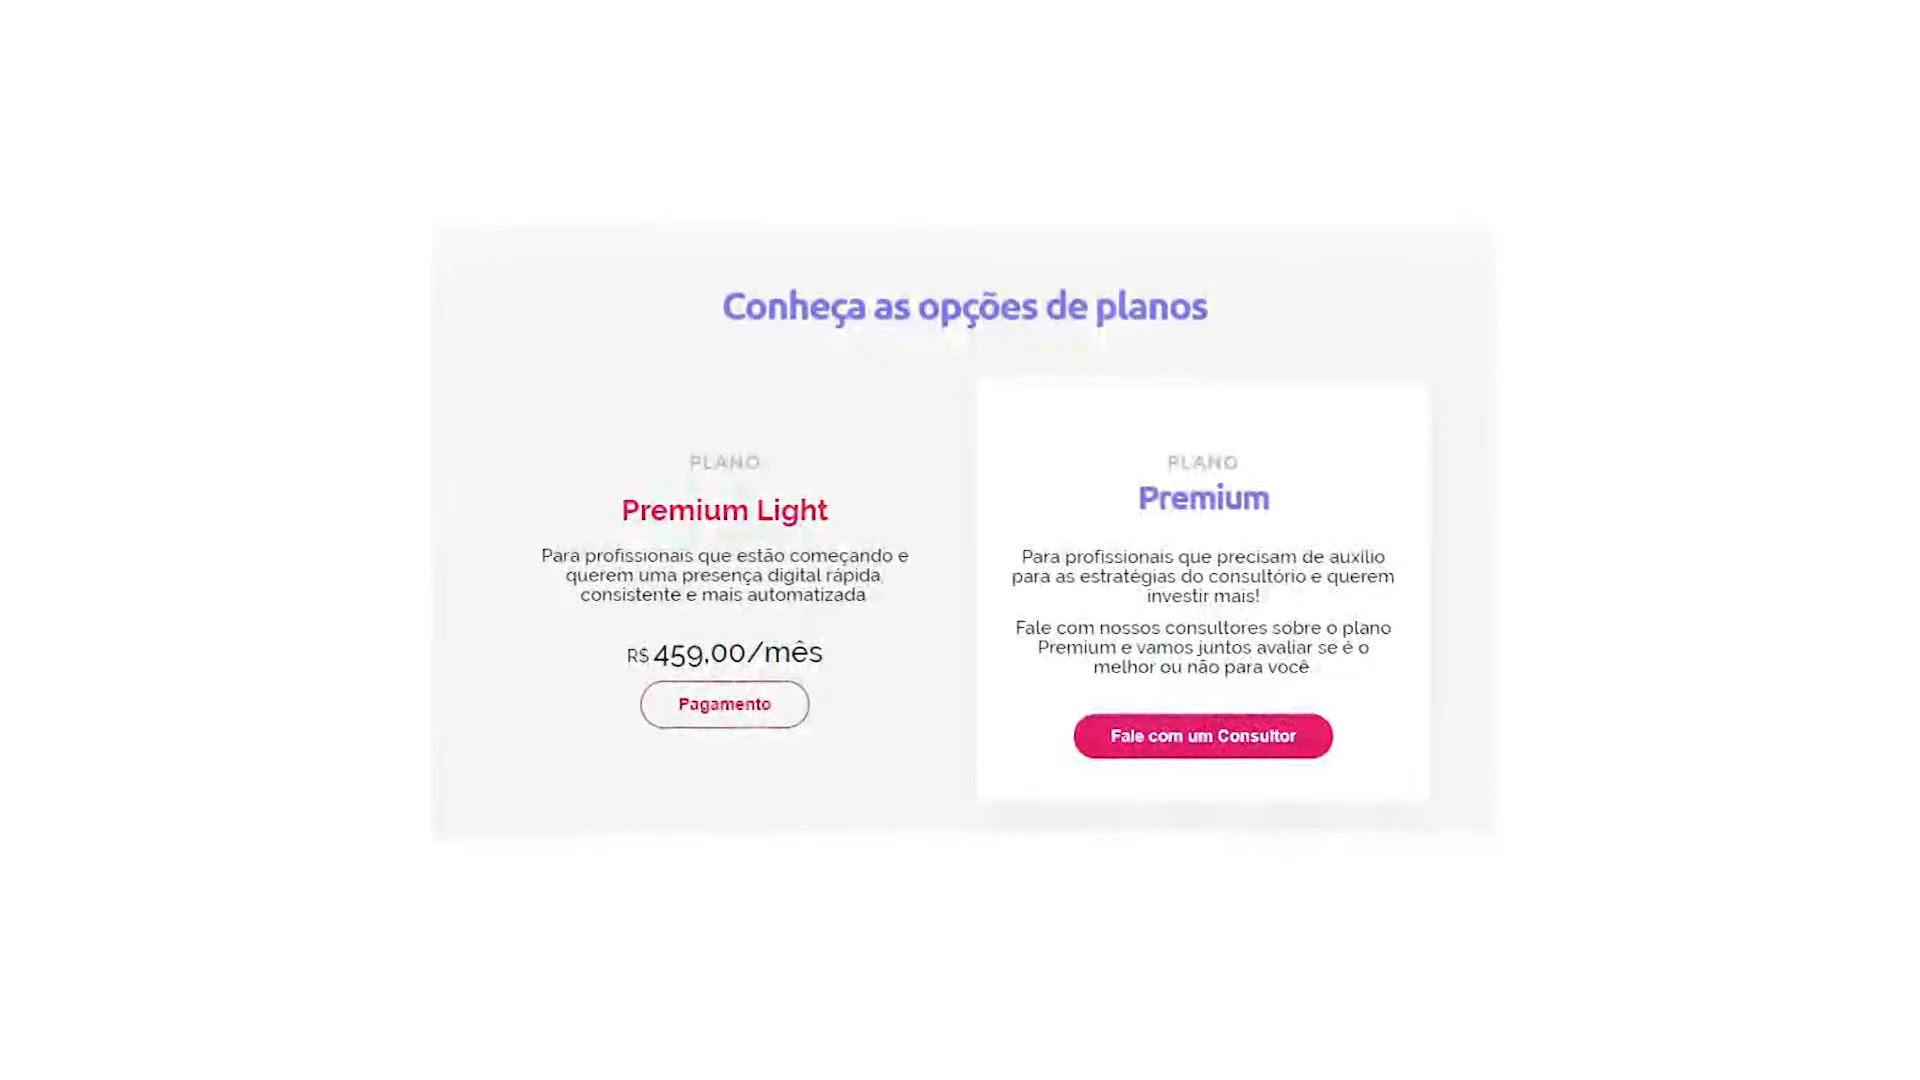 Conheça as opções de planos
PLANO
Premium Light
Para profissionais que estão começando e
querem uma presença digital rápida,
consistente e mais automatizada
R$ 459,00/mês
Pagamento
PLANO
Premium
Para profissionais que precisam de auxílio
para as estratégias do consultório e querem
investir mais!
Fale com nossos consultores sobre o plano
Premium e vamos juntos avaliar se é o
melhor ou não para você
Fale com um Consultor